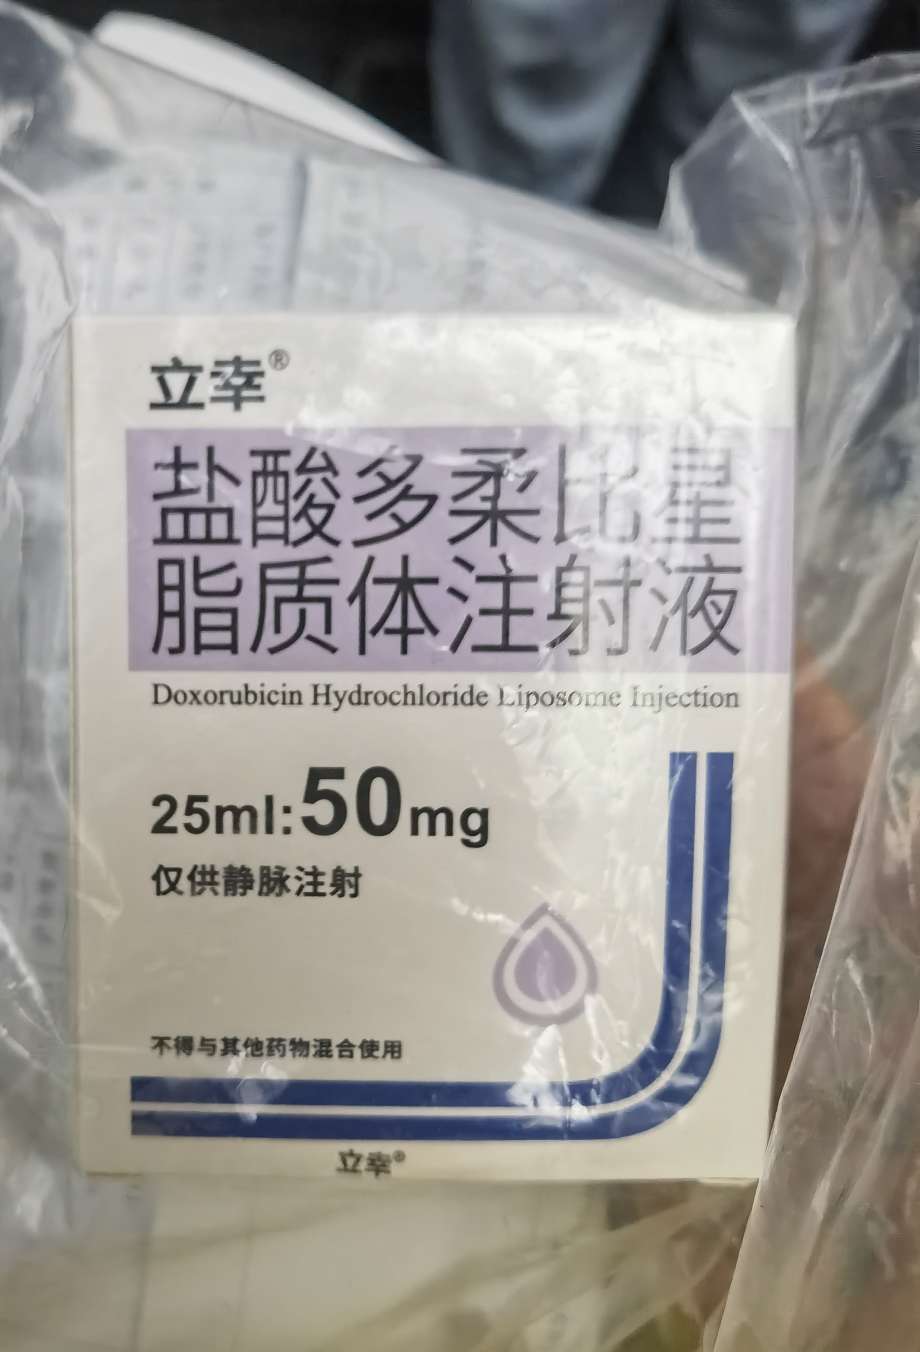 立幸®
盐酸多柔比星
脂质体注射液
Doxorubicin Hydrochloride Liposome Injection
25ml:50mg
仅供静脉注射
不得与其他药物混合使用
立幸®